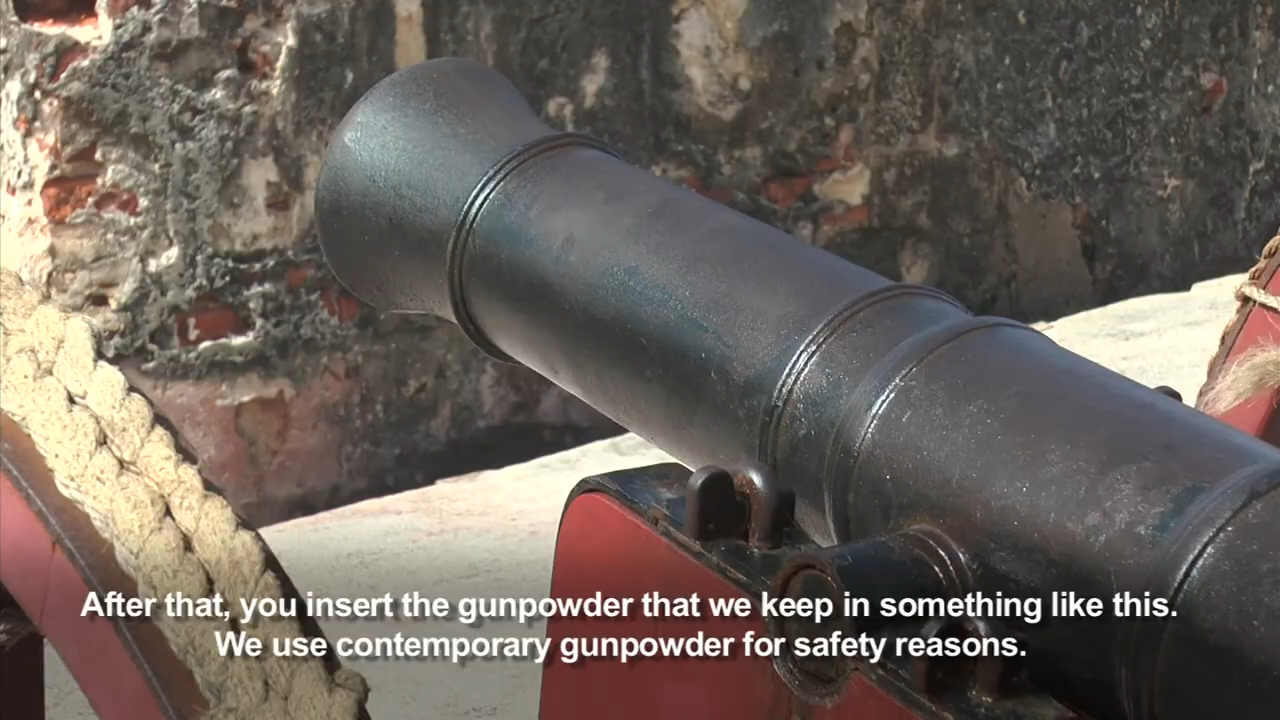 After that, you insert the gunpowder that we keep in something like this.
We use contemporary gunpowder for safety reasons.